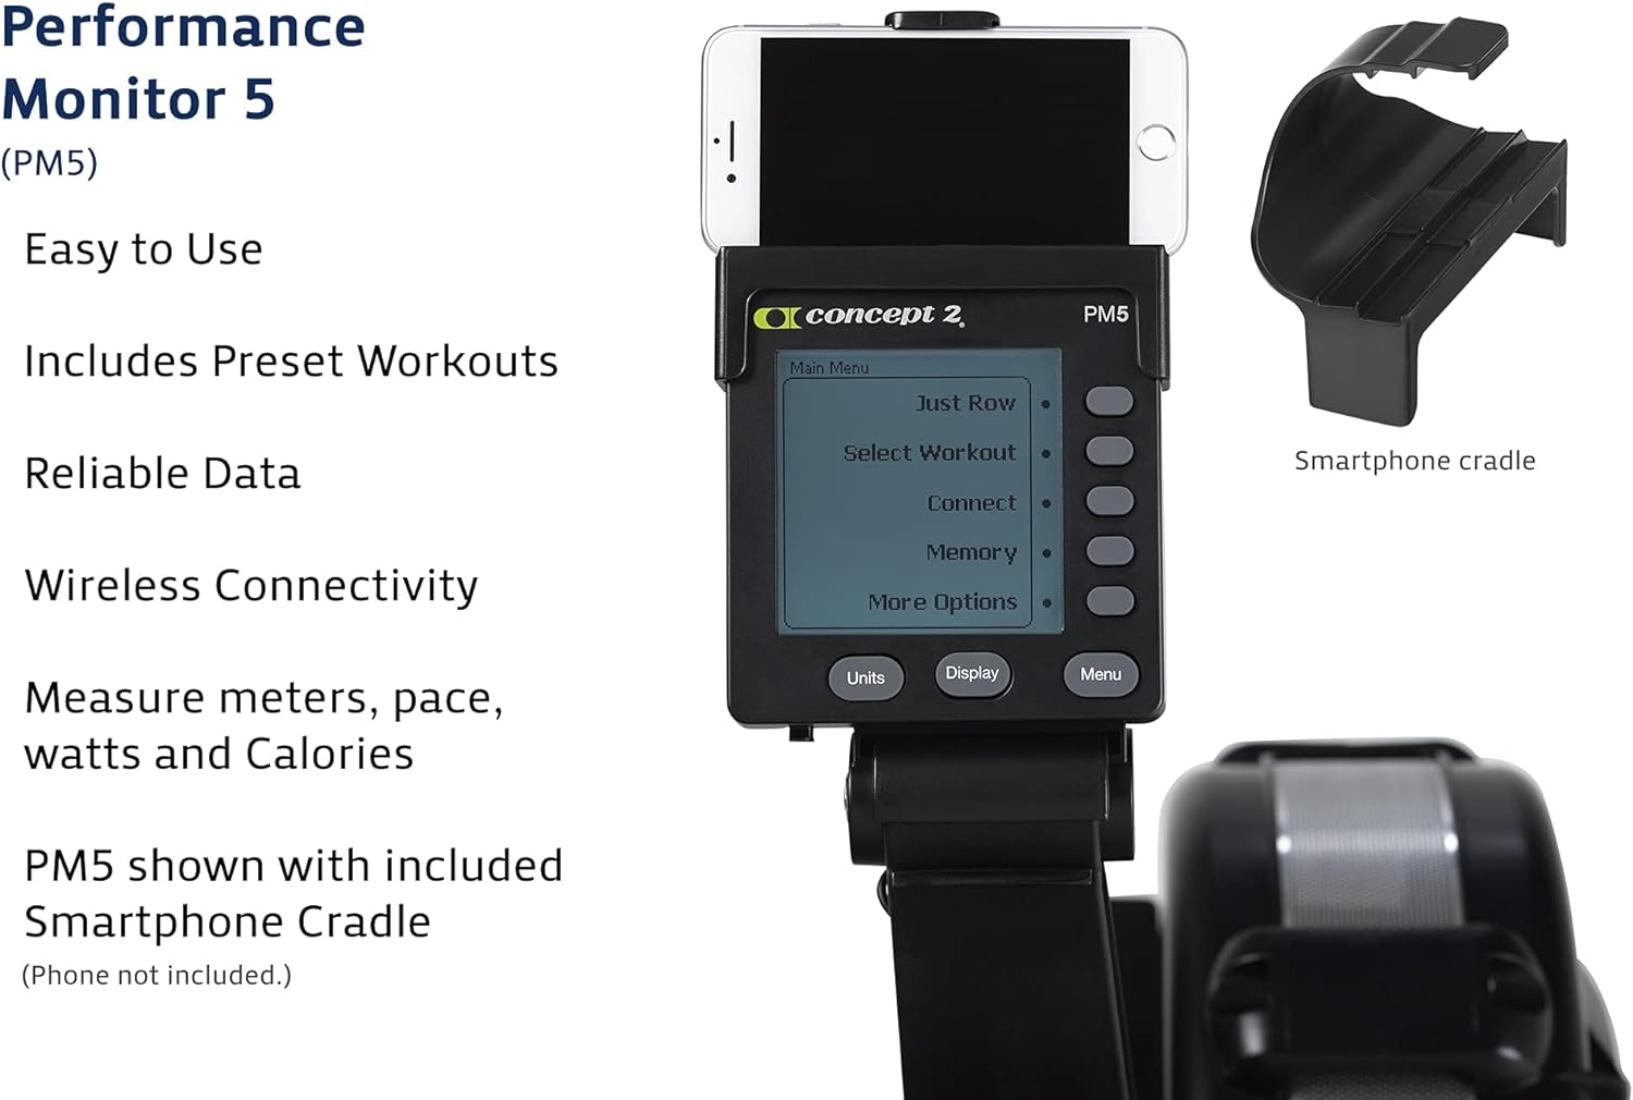 Performance
Monitor 5
(PM5)
Easy to Use
Includes Preset Workouts
Reliable Data
Wireless Connectivity
Measure meters, pace,
watts and Calories
PM5 shown with included
Smartphone Cradle
(Phone not included.)
concept 2
PM5
Main Menu
Just Row
Select Workout
Connect
Memory
More Options
Units
Display
Menu
Smartphone cradle